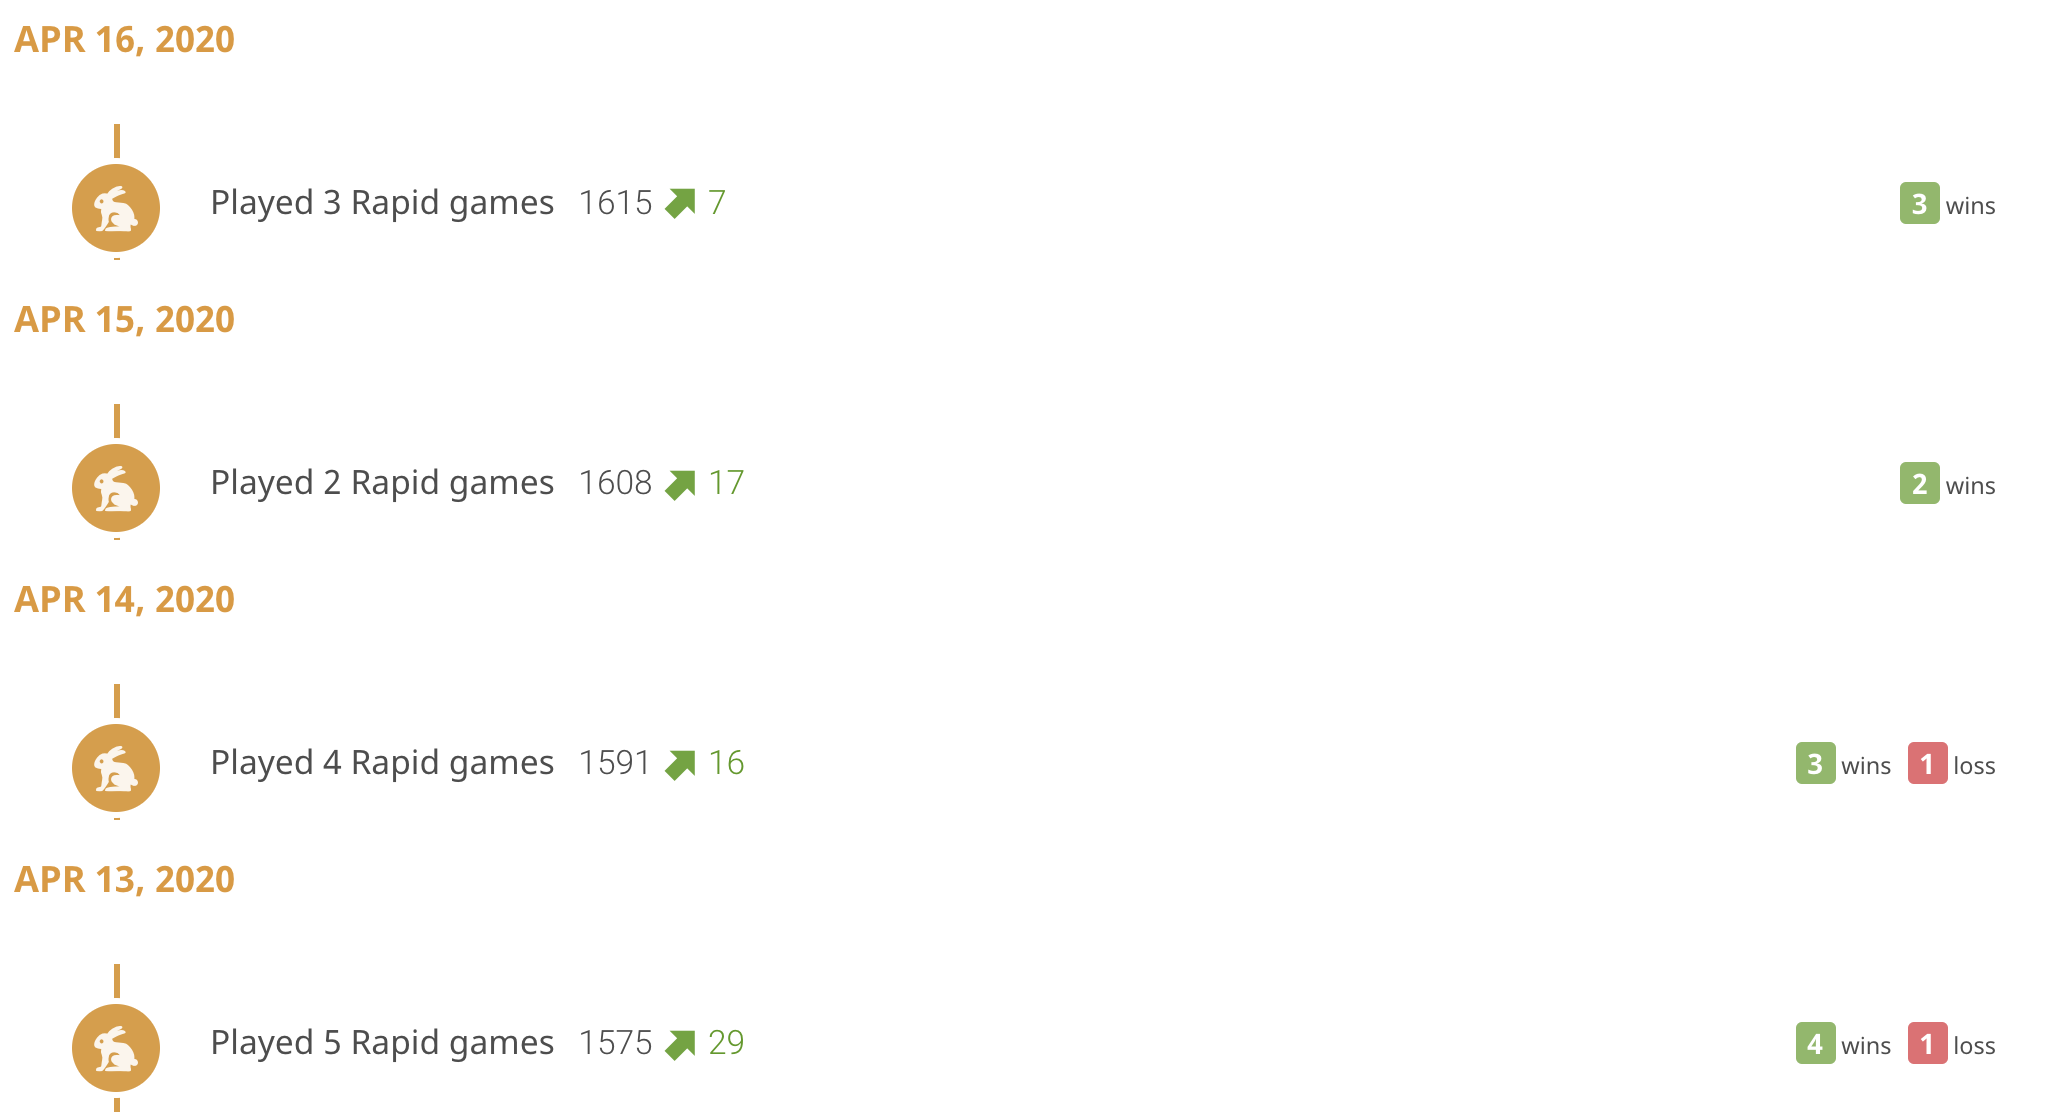 APR 16, 2020
Played 3 Rapid games 1615 7 3 wins
APR 15, 2020
Played 2 Rapid games 1608 17 2 wins
APR 14, 2020
Played 4 Rapid games 1591 16 3 wins 1 loss
APR 13, 2020
Played 5 Rapid games 1575 29 4 wins 1 loss